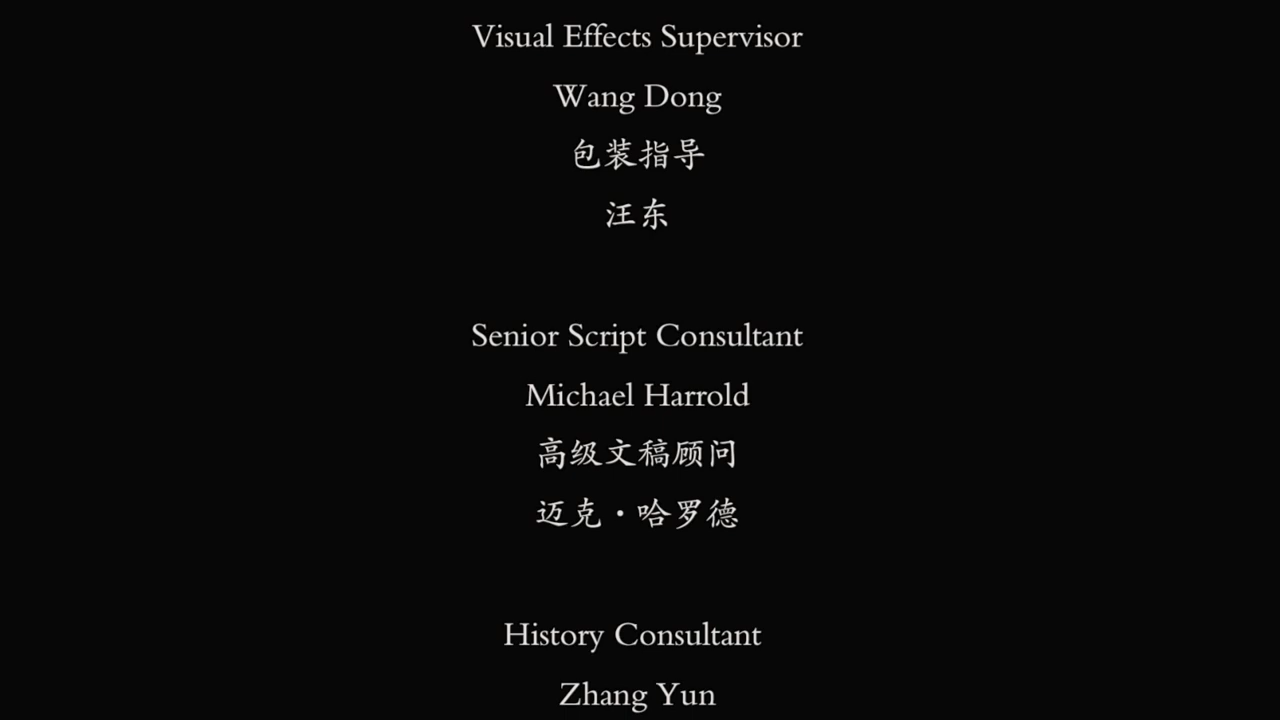 Visual Effects Supervisor
Wang Dong
包装指导
汪东
Senior Script Consultant
Michael Harrold
高级文稿顾问
迈克·哈罗德
History Consultant
Zhang Yun